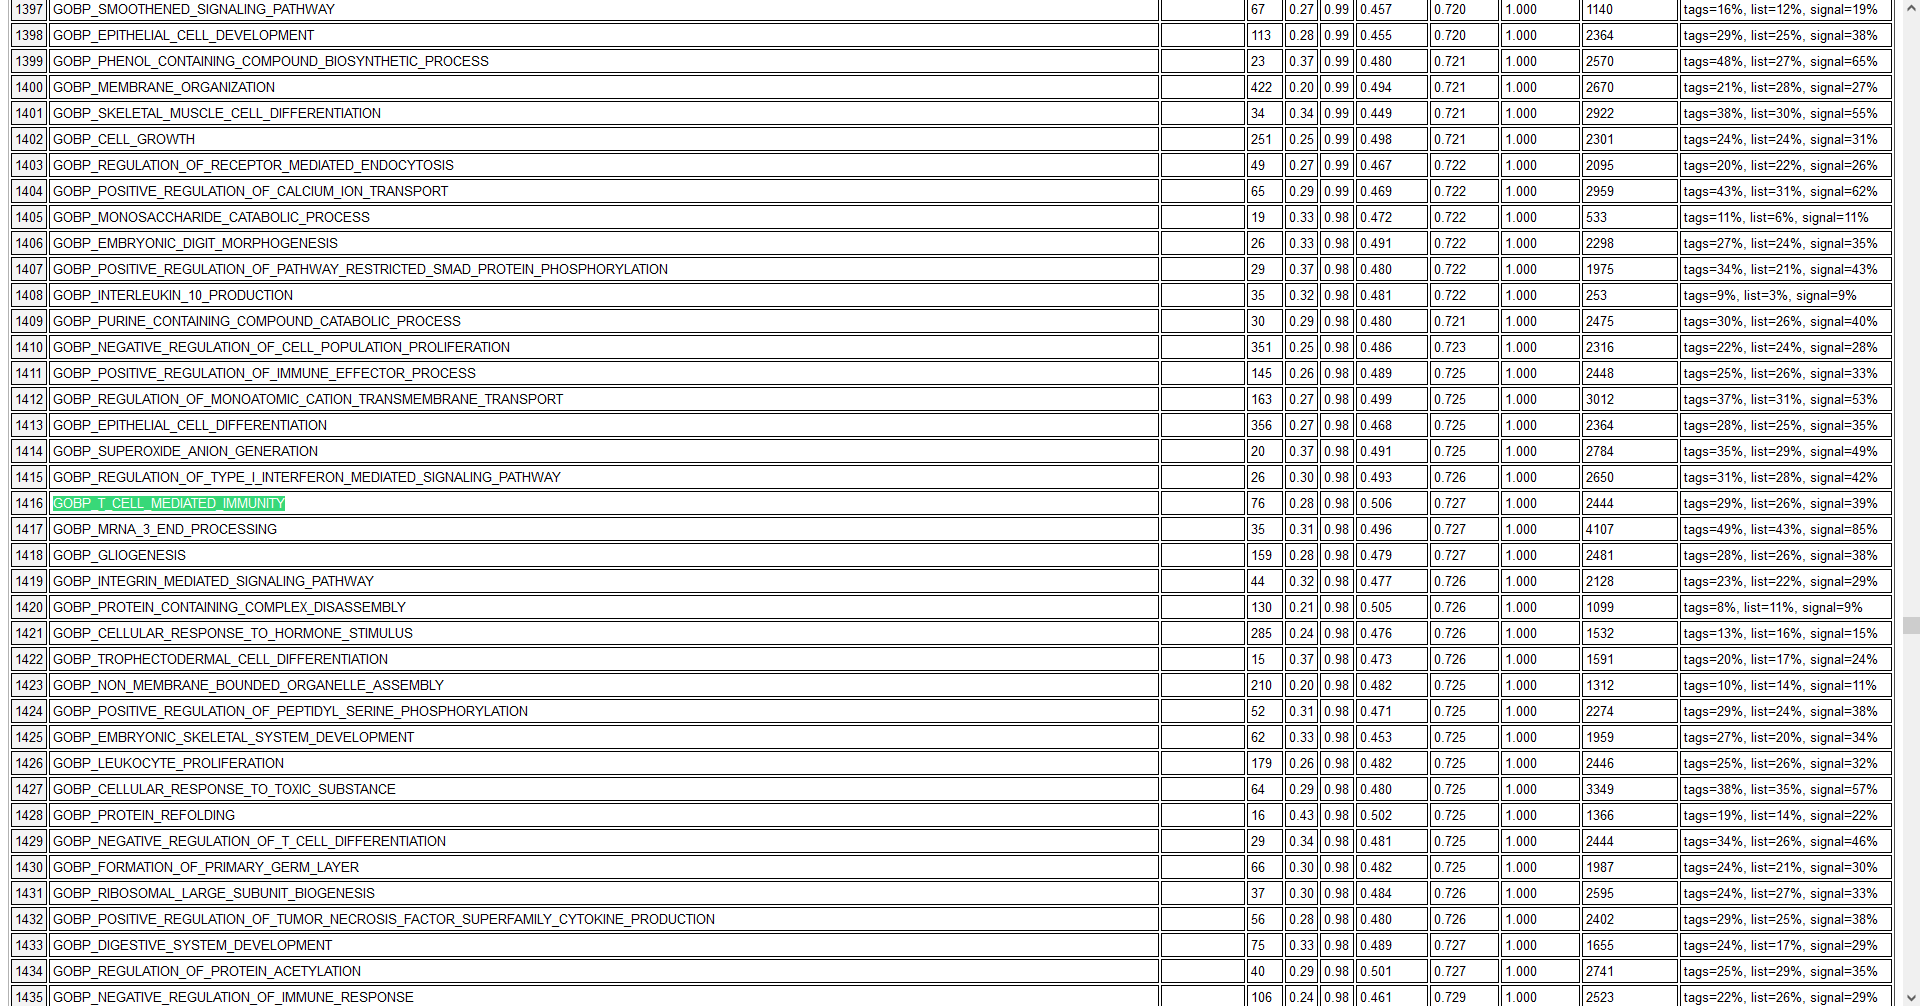 1397 GOBP_SMOOTHENED_SIGNALING_PATHWAY 67 0.27 0.99 0.457 0.720 1.000 1140 tags=16%, list=12%, signal=19%
1398 GOBP_EPITHELIAL_CELL_DEVELOPMENT 113 0.28 0.99 0.455 0.720 1.000 2364 tags=29%, list=25%, signal=38%
1399 GOBP_PHENOL_CONTAINING_COMPOUND_BIOSYNTHETIC_PROCESS 23 0.37 0.99 0.480 0.721 1.000 2570 tags=48%, list=27%, signal=65%
1400 GOBP_MEMBRANE_ORGANIZATION 422 0.20 0.99 0.494 0.721 1.000 2670 tags=21%, list=28%, signal=27%
1401 GOBP_SKELETAL_MUSCLE_CELL_DIFFERENTIATION 34 0.34 0.99 0.449 0.721 1.000 2922 tags=38%, list=30%, signal=55%
1402 GOBP_CELL_GROWTH 251 0.25 0.99 0.498 0.721 1.000 2301 tags=24%, list=24%, signal=31%
1403 GOBP_REGULATION_OF_RECEPTOR_MEDIATED_ENDOCYTOSIS 49 0.27 0.99 0.467 0.722 1.000 2095 tags=20%, list=22%, signal=26%
1404 GOBP_POSITIVE_REGULATION_OF_CALCIUM_ION_TRANSPORT 65 0.29 0.99 0.469 0.722 1.000 2959 tags=43%, list=31%, signal=62%
1405 GOBP_MONOSACCHARIDE_CATABOLIC_PROCESS 19 0.33 0.98 0.472 0.722 1.000 533 tags=11%, list=6%, signal=11%
1406 GOBP_EMBRYONIC_DIGIT_MORPHOGENESIS 26 0.33 0.98 0.491 0.722 1.000 2298 tags=27%, list=24%, signal=35%
1407 GOBP_POSITIVE_REGULATION_OF_PATHWAY_RESTRICTED_SMAD_PROTEIN_PHOSPHORYLATION 29 0.37 0.98 0.480 0.722 1.000 1975 tags=34%, list=21%, signal=43%
1408 GOBP_INTERLEUKIN_10_PRODUCTION 35 0.32 0.98 0.481 0.722 1.000 253 tags=9%, list=3%, signal=9%
1409 GOBP_PURINE_CONTAINING_COMPOUND_CATABOLIC_PROCESS 30 0.29 0.98 0.480 0.721 1.000 2475 tags=30%, list=26%, signal=40%
1410 GOBP_NEGATIVE_REGULATION_OF_CELL_POPULATION_PROLIFERATION 351 0.25 0.98 0.486 0.723 1.000 2316 tags=22%, list=24%, signal=28%
1411 GOBP_POSITIVE_REGULATION_OF_IMMUNE_EFFECTOR_PROCESS 145 0.26 0.98 0.489 0.725 1.000 2448 tags=25%, list=26%, signal=33%
1412 GOBP_REGULATION_OF_MONOATOMIC_CATION_TRANSMEMBRANE_TRANSPORT 163 0.27 0.98 0.499 0.725 1.000 3012 tags=37%, list=31%, signal=53%
1413 GOBP_EPITHELIAL_CELL_DIFFERENTIATION 356 0.27 0.98 0.468 0.725 1.000 2364 tags=28%, list=25%, signal=35%
1414 GOBP_SUPEROXIDE_ANION_GENERATION 20 0.37 0.98 0.491 0.725 1.000 2784 tags=35%, list=29%, signal=49%
1415 GOBP_REGULATION_OF_TYPE_I_INTERFERON_MEDIATED_SIGNALING_PATHWAY 26 0.30 0.98 0.493 0.726 1.000 2650 tags=31%, list=28%, signal=42%
1416 GOBP_T_CELL_MEDIATED_IMMUNITY 76 0.28 0.98 0.506 0.727 1.000 2444 tags=29%, list=26%, signal=39%
1417 GOBP_MRNA_3_END_PROCESSING 35 0.31 0.98 0.496 0.727 1.000 4107 tags=49%, list=43%, signal=85%
1418 GOBP_GLIOGENESIS 159 0.28 0.98 0.479 0.727 1.000 2481 tags=28%, list=26%, signal=38%
1419 GOBP_INTEGRIN_MEDIATED_SIGNALING_PATHWAY 44 0.32 0.98 0.477 0.726 1.000 2128 tags=23%, list=22%, signal=29%
1420 GOBP_PROTEIN_CONTAINING_COMPLEX_DISASSEMBLY 130 0.21 0.98 0.505 0.726 1.000 1099 tags=8%, list=11%, signal=9%
1421 GOBP_CELLULAR_RESPONSE_TO_HORMONE_STIMULUS 285 0.24 0.98 0.476 0.726 1.000 1532 tags=13%, list=16%, signal=15%
1422 GOBP_TROPHECTODERMAL_CELL_DIFFERENTIATION 15 0.37 0.98 0.473 0.726 1.000 1591 tags=20%, list=17%, signal=24%
1423 GOBP_NON_MEMBRANE_BOUNDED_ORGANELLE_ASSEMBLY 210 0.20 0.98 0.482 0.725 1.000 1312 tags=10%, list=14%, signal=11%
1424 GOBP_POSITIVE_REGULATION_OF_PEPTIDYL_SERINE_PHOSPHORYLATION 52 0.31 0.98 0.471 0.725 1.000 2274 tags=29%, list=24%, signal=38%
1425 GOBP_EMBRYONIC_SKELETAL_SYSTEM_DEVELOPMENT 62 0.33 0.98 0.453 0.725 1.000 1959 tags=27%, list=20%, signal=34%
1426 GOBP_LEUKOCYTE_PROLIFERATION 179 0.26 0.98 0.482 0.725 1.000 2446 tags=25%, list=26%, signal=32%
1427 GOBP_CELLULAR_RESPONSE_TO_TOXIC_SUBSTANCE 64 0.29 0.98 0.480 0.725 1.000 3349 tags=38%, list=35%, signal=57%
1428 GOBP_PROTEIN_REFOLDING 16 0.43 0.98 0.502 0.725 1.000 1366 tags=19%, list=14%, signal=22%
1429 GOBP_NEGATIVE_REGULATION_OF_T_CELL_DIFFERENTIATION 29 0.34 0.98 0.481 0.725 1.000 2444 tags=34%, list=26%, signal=46%
1430 GOBP_FORMATION_OF_PRIMARY_GERM_LAYER 66 0.30 0.98 0.482 0.725 1.000 1987 tags=24%, list=21%, signal=30%
1431 GOBP_RIBOSOMAL_LARGE_SUBUNIT_BIOGENESIS 37 0.30 0.98 0.484 0.726 1.000 2595 tags=24%, list=27%, signal=33%
1432 GOBP_POSITIVE_REGULATION_OF_TUMOR_NECROSIS_FACTOR_SUPERFAMILY_CYTOKINE_PRODUCTION 56 0.28 0.98 0.480 0.726 1.000 2402 tags=29%, list=25%, signal=38%
1433 GOBP_DIGESTIVE_SYSTEM_DEVELOPMENT 75 0.33 0.98 0.489 0.727 1.000 1655 tags=24%, list=17%, signal=29%
1434 GOBP_REGULATION_OF_PROTEIN_ACETYLATION 40 0.29 0.98 0.501 0.727 1.000 2741 tags=25%, list=29%, signal=35%
1435 GOBP_NEGATIVE_REGULATION_OF_IMMUNE_RESPONSE 106 0.24 0.98 0.461 0.729 1.000 2523 tags=22%, list=26%, signal=29%